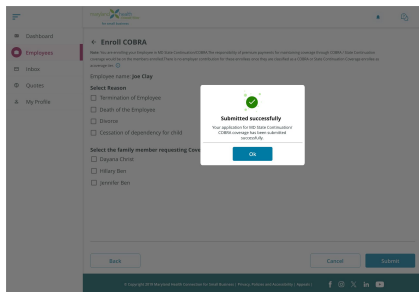 Dashboard
Employees
Inbox
Quotes
My Profile
← Enroll COBRA
Employee name: Joe Clay
Select Reason
Termination of Employee
Death of the Employee
Divorce
Cessation of dependency for child
Select the family member requesting Cove
Dayana Christ
Hillary Ben
Jennifer Ben
Submitted successfully
Your application for MD State Continuation/
COBRA coverage has been submitted
successfully.
Ok
Back
Cancel
Submit